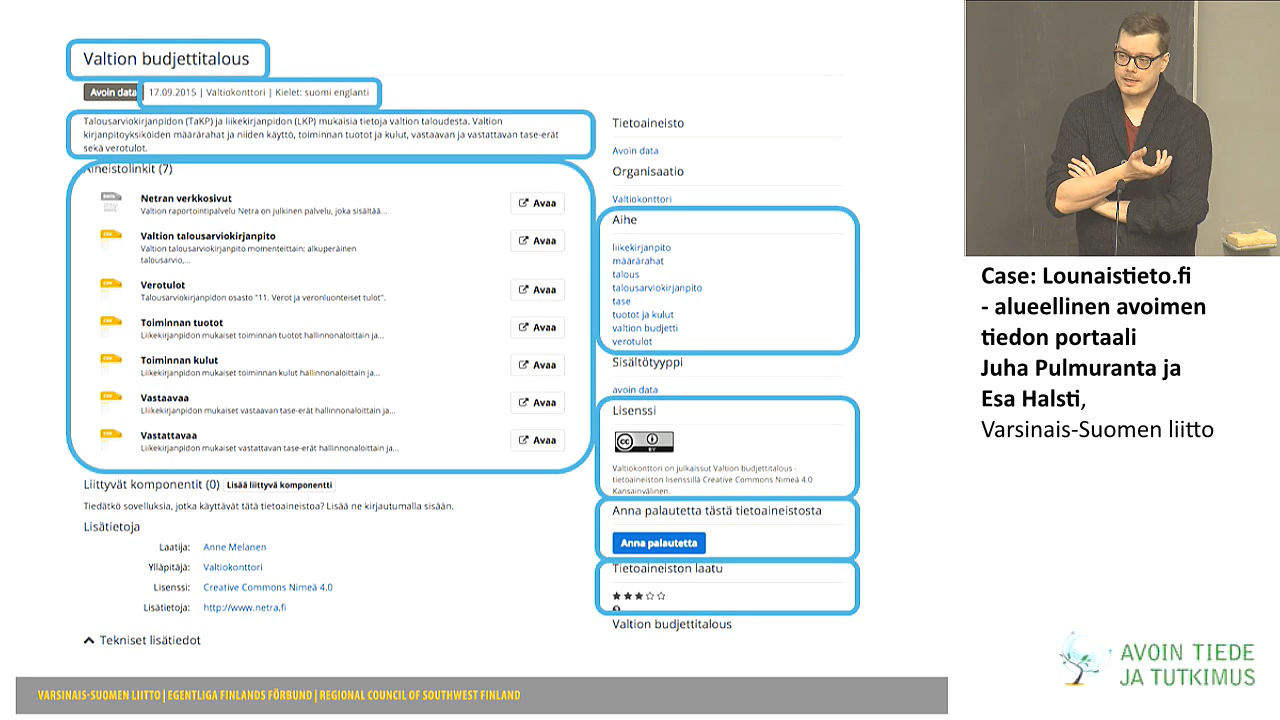 Valtion budjettitalous
Avoin data
17.09.2015 | Valtiokonttori | Kielet: suomi englanti
Talousarviokirjanpidon (TaKP) ja liikekirjanpidon (LKP) mukaisia tietoja valtion taloudesta. Valtion
kirjanpitoyksiköiden määrärahat ja niiden käyttö, toiminnan tuotot ja kulut, vastaavan ja vastattavan tase-erät
sekä verotulot.
Aineistolinkit (7)
Netran verkkosivut
Valtion raportointipalvelu Netra on julkinen palvelu, joka sisältää...
Avaa
Valtion talousarviokirjanpito
Valtion talousarviokirjanpito momenteittain: alkuperäinen
talousarvio,...
Avaa
Verotulot
Talousarviokirjanpidon osasto "11. Verot ja veronluonteiset tulot".
Avaa
Toiminnan tuotot
Liikekirjanpidon mukaiset toiminnan tuotot hallinnonaloittain ja...
Avaa
Toiminnan kulut
Liikekirjanpidon mukaiset toiminnan kulut hallinnonaloittain ja...
Avaa
Vastaavaa
Lliikekirjanpidon mukaiset vastaavan tase-erät hallinnonaloittain ja...
Avaa
Vastattavaa
Liikekirjanpidon mukaiset vastattavan tase-erät hallinnonaloittain ja...
Avaa
Liittyvät komponentit (0) Lisää liittyvä komponentti
Tiedätkö sovelluksia, jotka käyttävät tätä tietoaineistoa? Lisää ne kirjautumalla sisään.
Lisätietoja
Laatija: Anne Melanen
Ylläpitäjä: Valtiokonttori
Lisenssi: Creative Commons Nimeä 4.0
Lisätietoja: http://www.netra.fi
Tekniset lisätiedot
Tietoaineisto
Avoin data
Organisaatio
Valtiokonttori
Aihe
liikekirjanpito
määrärahat
talous
talousarviokirjanpito
tase
tuotot ja kulut
valtion budjetti
verotulot
Sisältötyyppi
avoin data
Lisenssi
cc BY
Valtiokonttori on julkaissut Valtion budjettitalous -
tietoaineiston lisenssillä Creative Commons Nimeä 4.0
Kansainvälinen.
Anna palautetta tästä tietoaineistosta
Anna palautetta
Tietoaineiston laatu
Valtion budjettitalous
VARSINAIS-SUOMEN LIITTO | EGENTLIGA FINLANDS FÖRBUND | REGIONAL COUNCIL OF SOUTHWEST FINLAND
Case: Lounaistieto.fi
- alueellinen avoimen
tiedon portaali
Juha Pulmuranta ja
Esa Halsti,
Varsinais-Suomen liitto
AVOIN TIEDE
JA TUTKIMUS